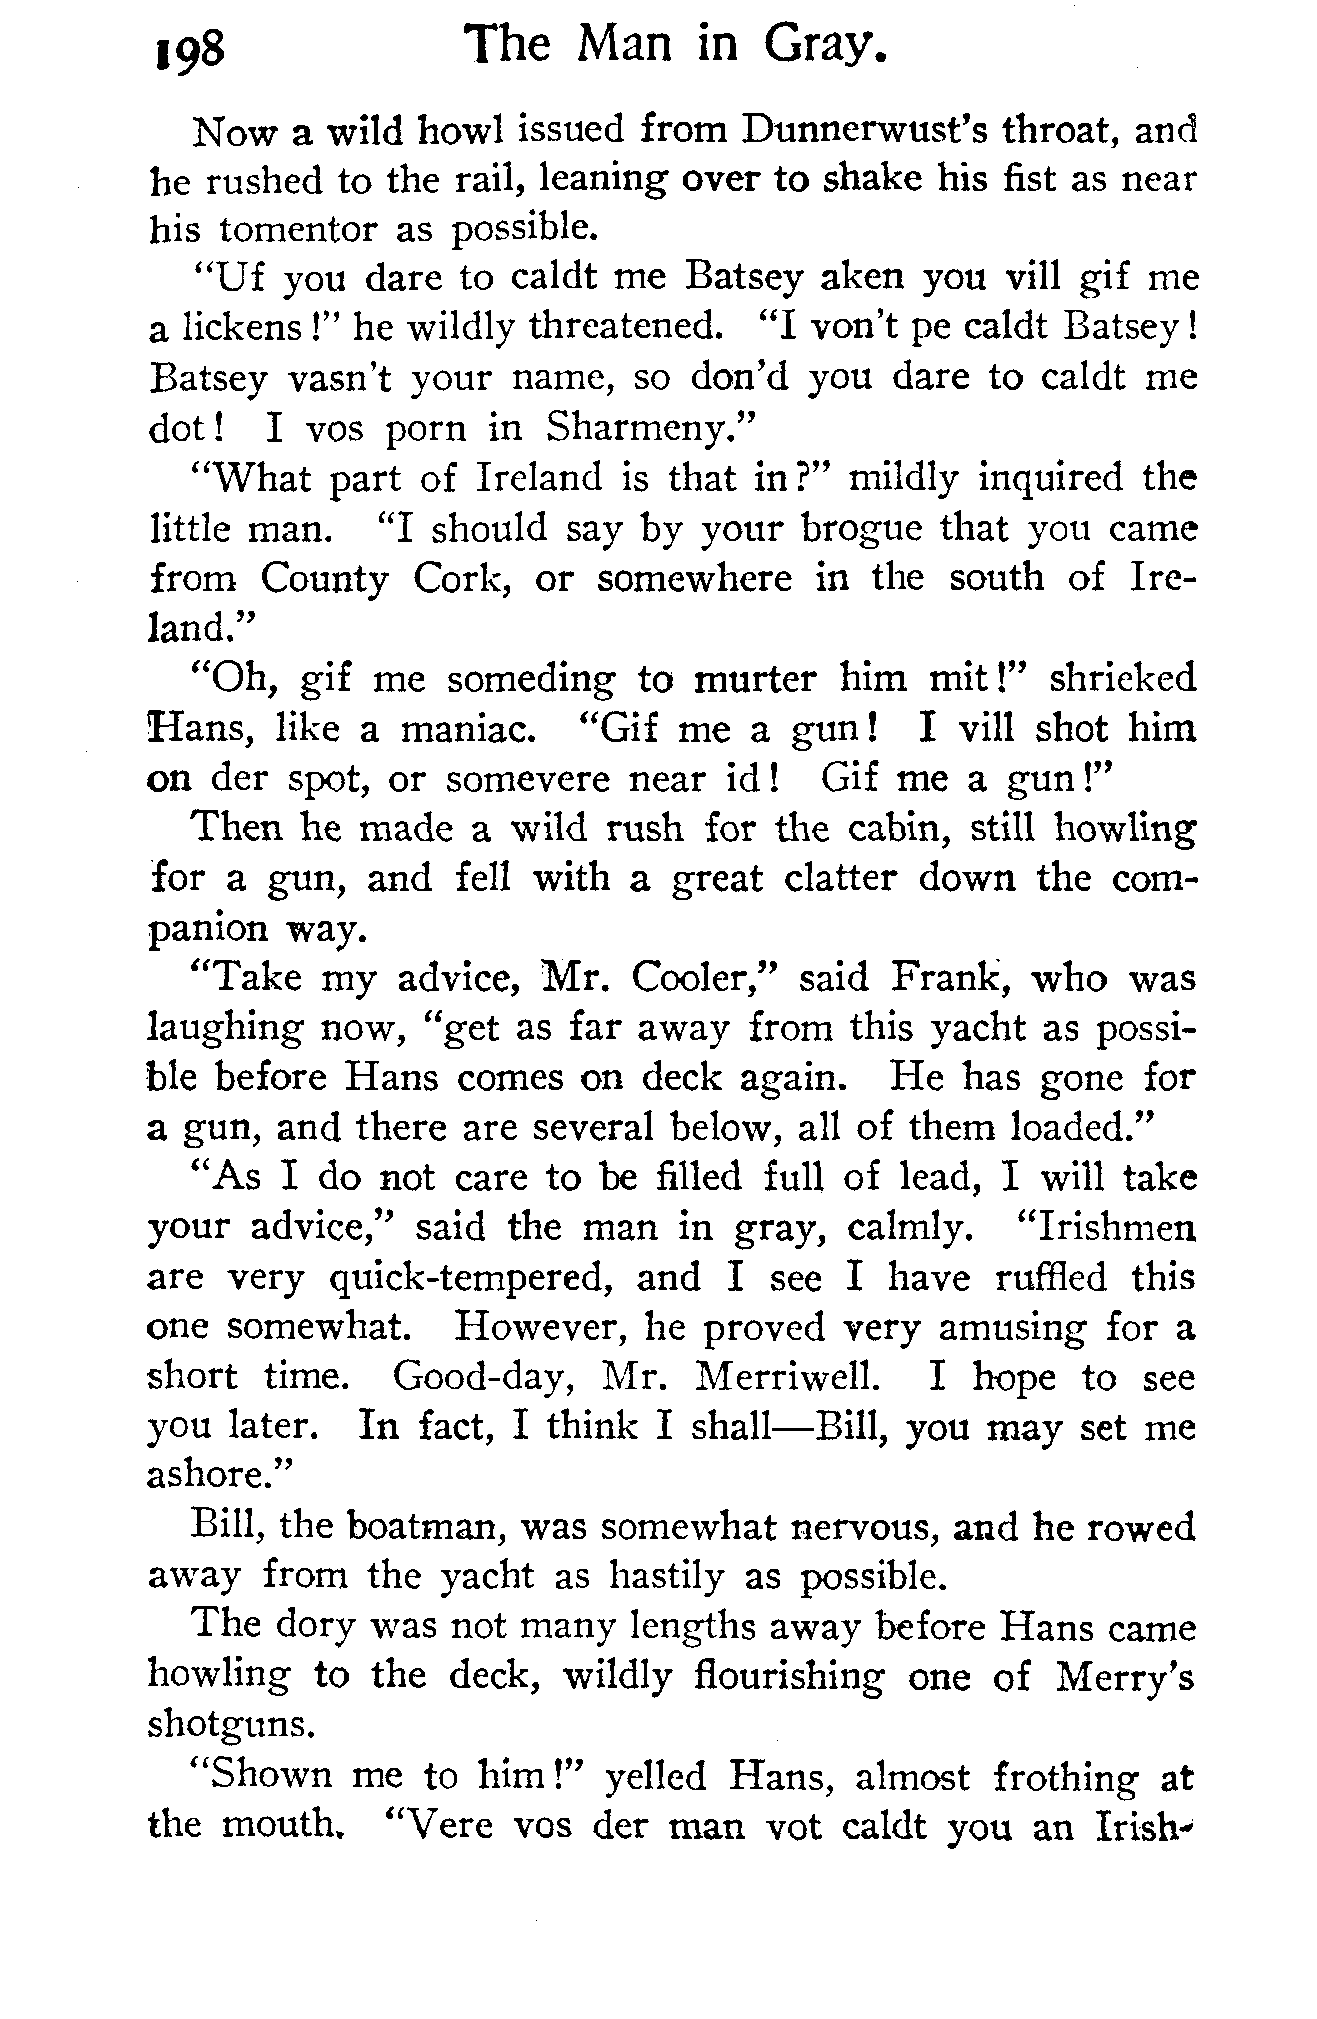 198 The Man in Gray.
Now a wild howl issued from Dunnerwust's throat, and
he rushed to the rail, leaning over to shake his fist as near
his tomentor as possible.
"Uf you dare to caldt me Batsey aken you vill gif me
a lickens!" he wildly threatened. "I von't pe caldt Batsey!
Batsey vasn't your name, so don'd you dare to caldt me
dot! I vos porn in Sharmeny."
"What part of Ireland is that in?" mildly inquired the
little man. "I should say by your brogue that you came
from County Cork, or somewhere in the south of Ire-
land."
"Oh, gif me someding to murter him mit!" shrieked
Hans, like a maniac. "Gif me a gun! I vill shot him
on der spot, or somevere near id! Gif me a gun!"
Then he made a wild rush for the cabin, still howling
for a gun, and fell with a great clatter down the com-
panion way.
"Take my advice, Mr. Cooler," said Frank, who was
laughing now, "get as far away from this yacht as possi-
ble before Hans comes on deck again. He has gone for
a gun, and there are several below, all of them loaded."
"As I do not care to be filled full of lead, I will take
your advice," said the man in gray, calmly. "Irishmen
are very quick-tempered, and I see I have ruffled this
one somewhat. However, he proved very amusing for a
short time. Good-day, Mr. Merriwell. I hope to see
you later. In fact, I think I shall—Bill, you may set me
ashore."
Bill, the boatman, was somewhat nervous, and he rowed
away from the yacht as hastily as possible.
The dory was not many lengths away before Hans came
howling to the deck, wildly flourishing one of Merry's
shotguns.
"Shown me to him!" yelled Hans, almost frothing at
the mouth. "Vere vos der man vot caldt you an Irish-